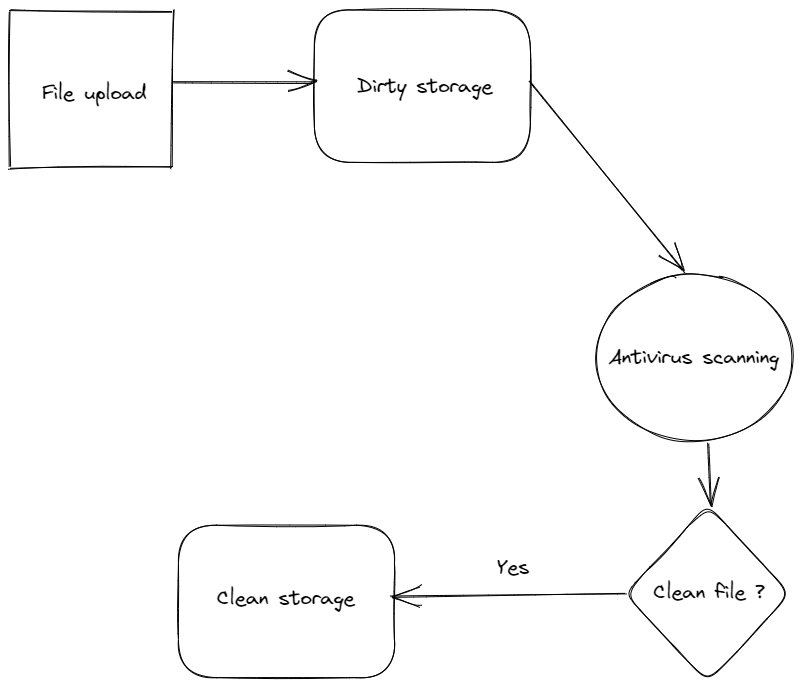 File upload
Dirty storage
Antivirus scanning
Clean file ?
Yes
Clean storage